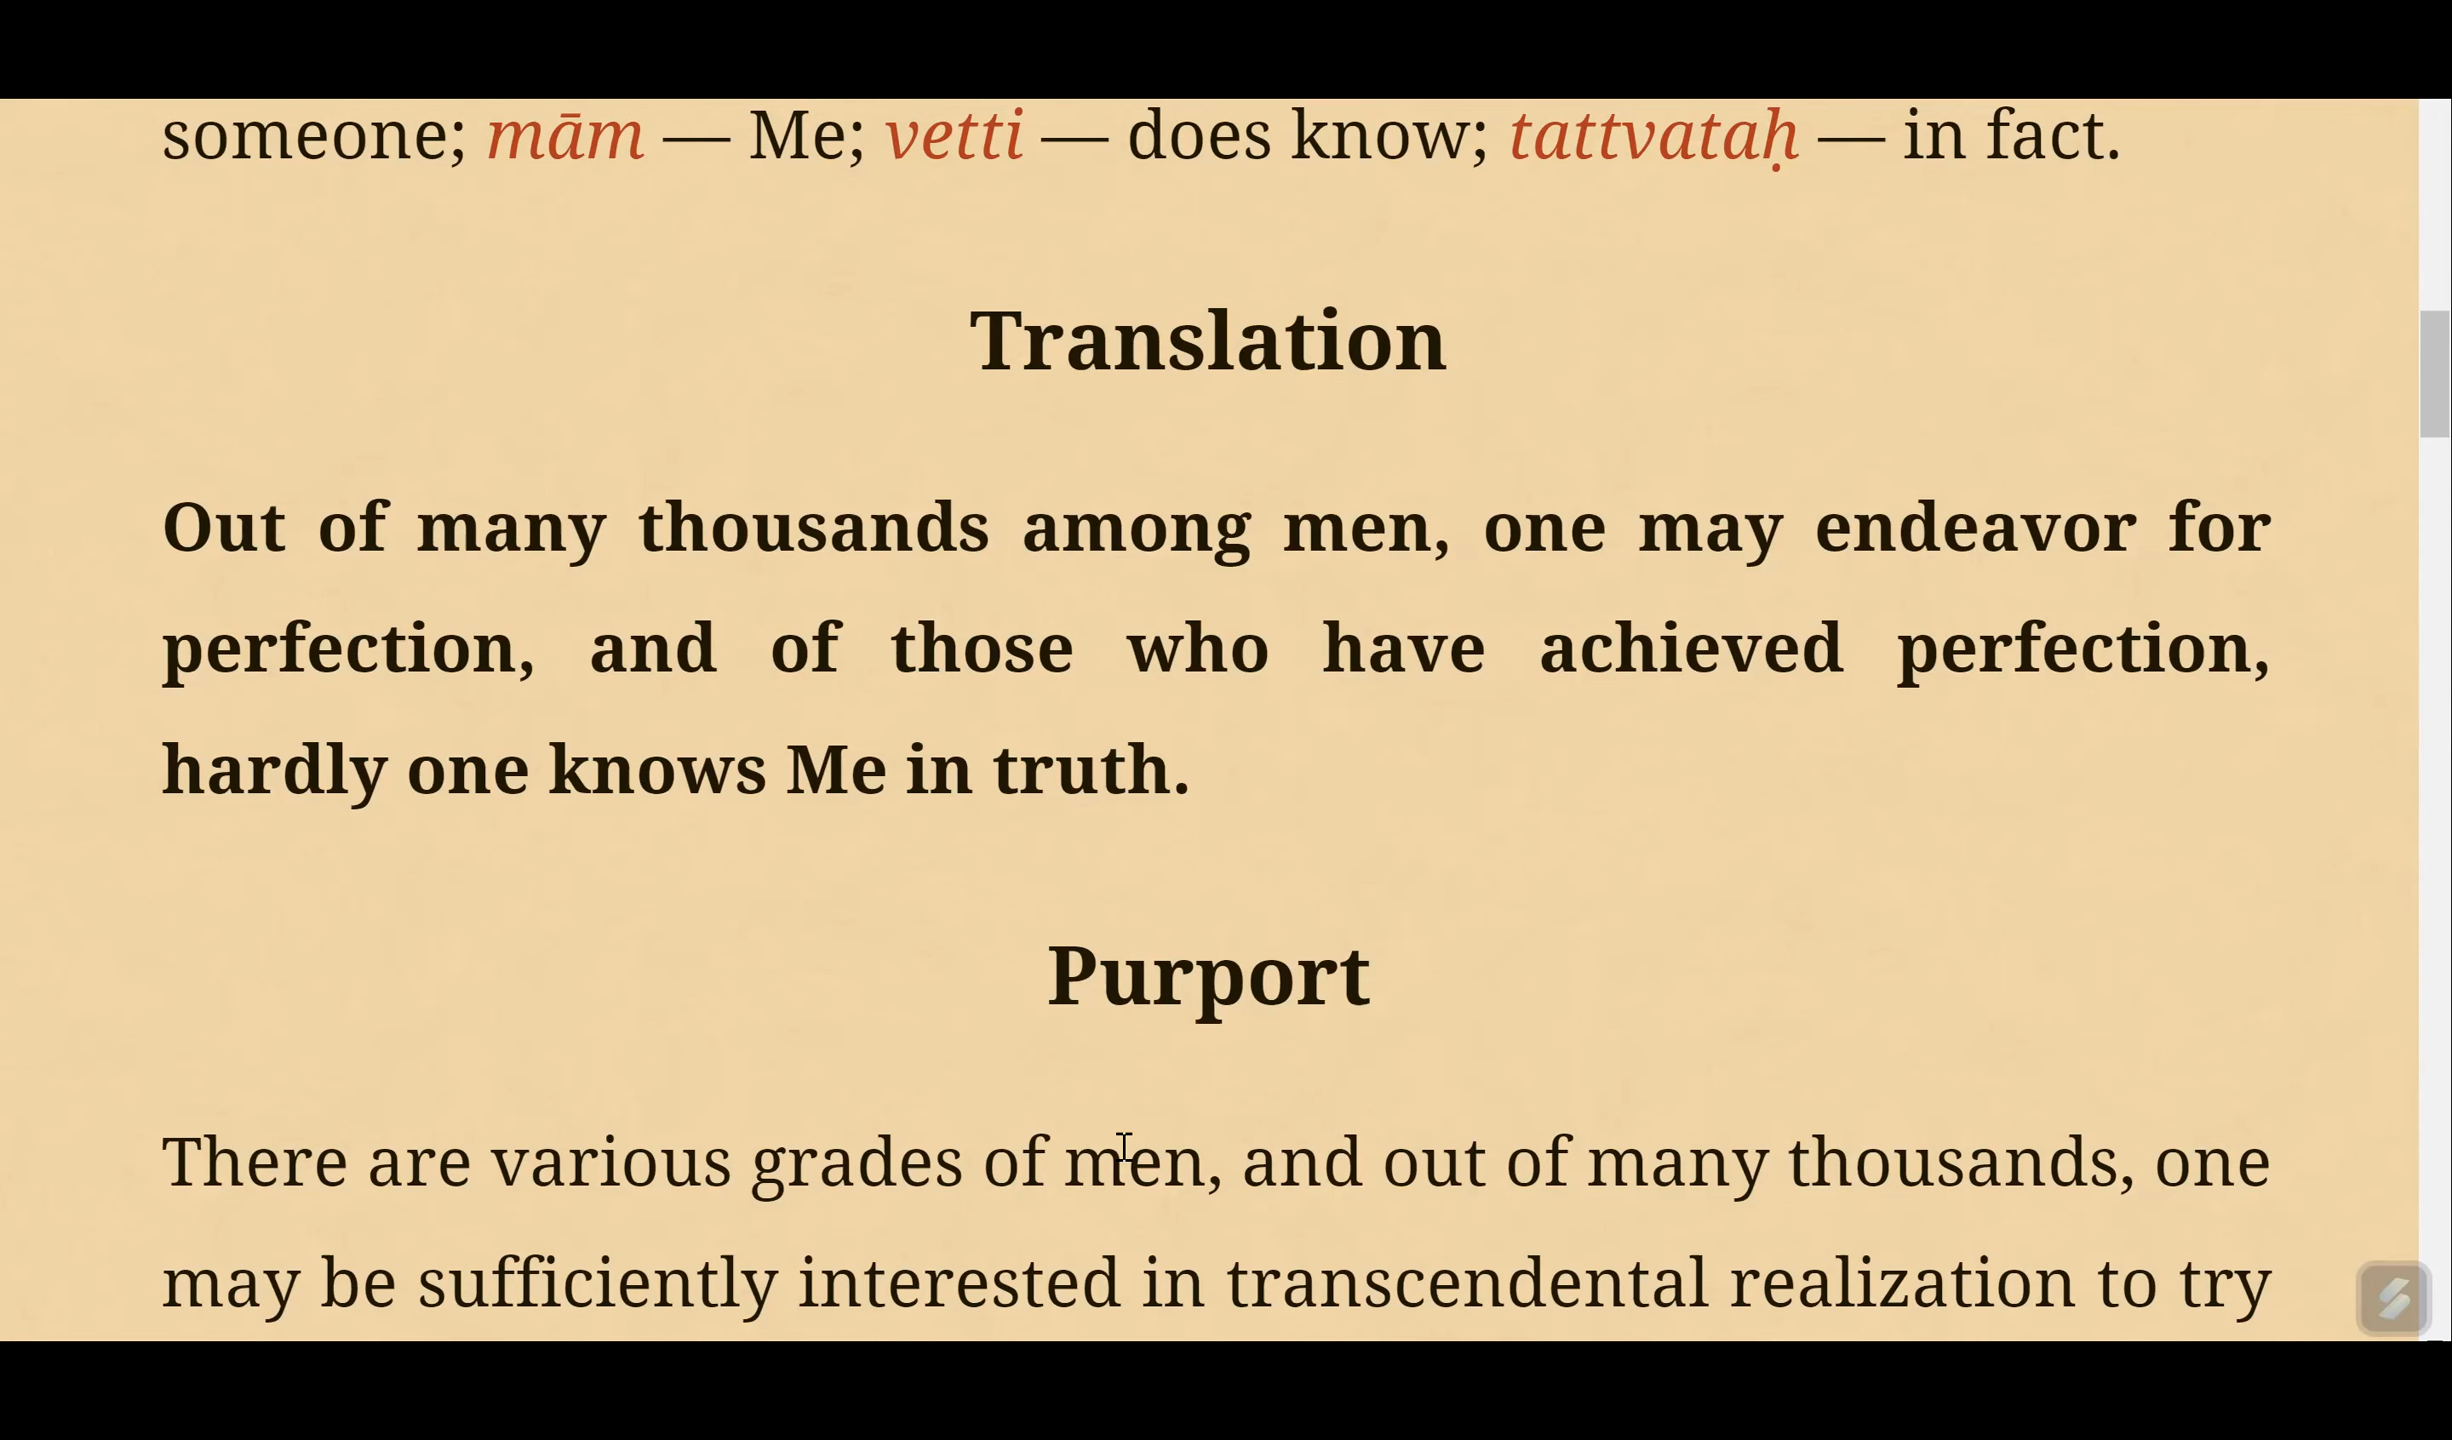 someone; mām — Me; vetti — does know; tattvataḥ — in fact.
Translation
Out of many thousands among men, one may endeavor for
perfection, and of those who have achieved perfection,
hardly one knows Me in truth.
Purport
There are various grades of men, and out of many thousands, one
may be sufficiently interested in transcendental realization to try